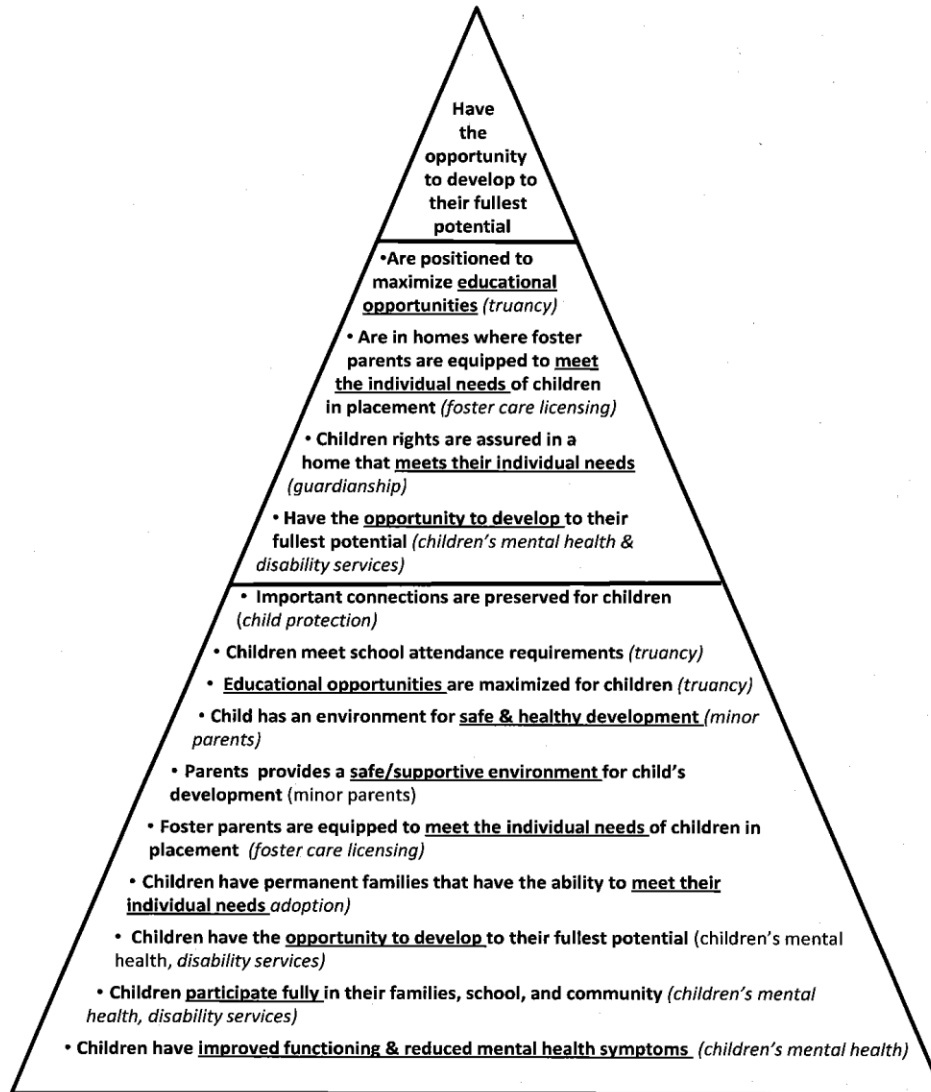 Have
the
opportunity
to develop to
their fullest
potential
•Are positioned to
maximize educational
opportunities (truancy)
• Are in homes where foster
parents are equipped to meet
the individual needs of children
in placement (foster care licensing)
• Children rights are assured in a
home that meets their individual needs
(guardianship)
• Have the opportunity to develop to their
fullest potential (children's mental health &
disability services)
• Important connections are preserved for children
(child protection)
• Children meet school attendance requirements (truancy)
• Educational opportunities are maximized for children (truancy)
• Child has an environment for safe & healthy development (minor
parents)
• Parents provides a safe/supportive environment for child's
development (minor parents)
• Foster parents are equipped to meet the individual needs of children in
placement (foster care licensing)
• Children have permanent families that have the ability to meet their
individual needs adoption)
• Children have the opportunity to develop to their fullest potential (children's mental
health, disability services)
• Children participate fully in their families, school, and community (children's mental
health, disability services)
• Children have improved functioning & reduced mental health symptoms (children's mental health)